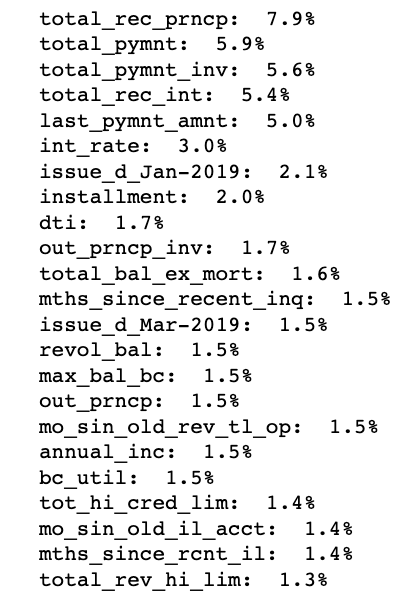 total_rec_prncp:  7.9%
total_pymnt:  5.9%
total_pymnt_inv:  5.6%
total_rec_int:  5.4%
last_pymnt_amnt:  5.0%
int_rate:  3.0%
issue_d_Jan-2019:  2.1%
installment:  2.0%
dti:  1.7%
out_prncp_inv:  1.7%
total_bal_ex_mort:  1.6%
mths_since_recent_inq:  1.5%
issue_d_Mar-2019:  1.5%
revol_bal:  1.5%
max_bal_bc:  1.5%
out_prncp:  1.5%
mo_sin_old_rev_tl_op:  1.5%
annual_inc:  1.5%
bc_util:  1.5%
tot_hi_cred_lim:  1.4%
mo_sin_old_il_acct:  1.4%
mths_since_rcnt_il:  1.4%
total_rev_hi_lim:  1.3%